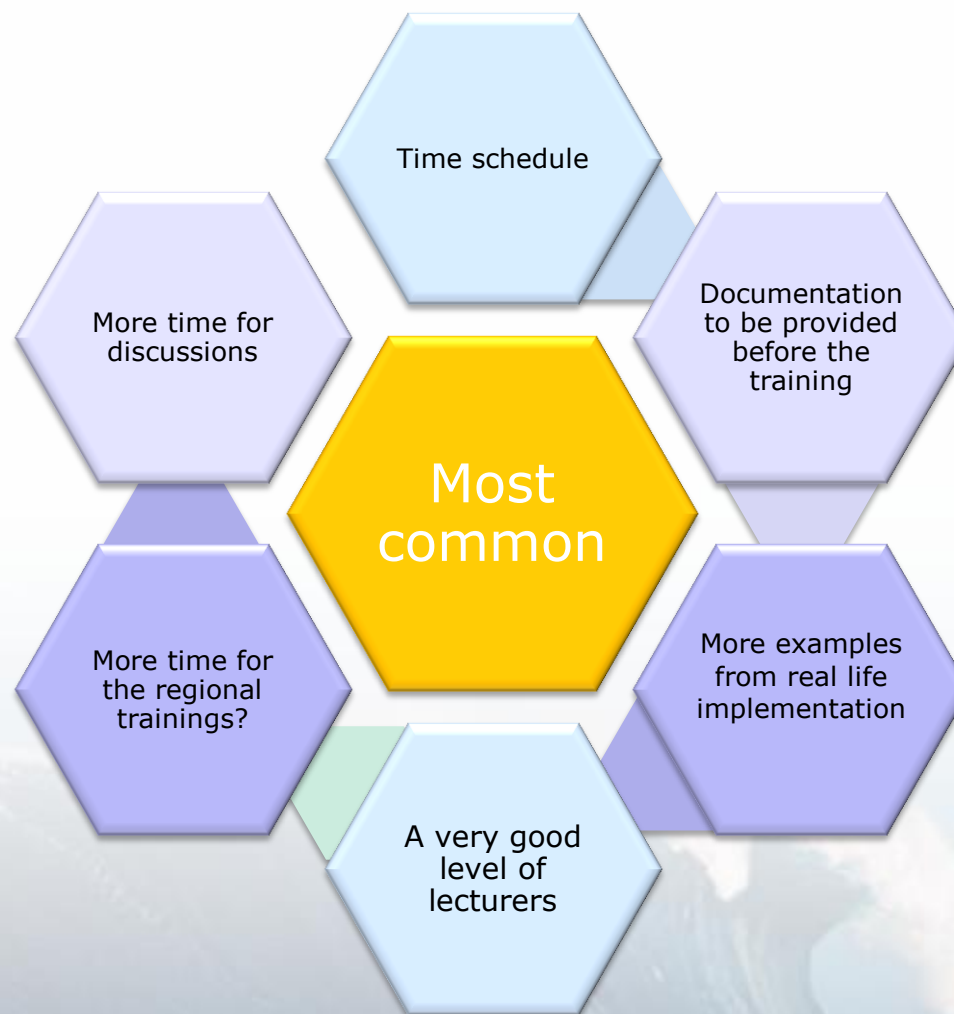 Time schedule
Documentation
to be provided
before the
training
More examples
from real life
implementation
A very good
level of
lecturers
More time for
the regional
trainings?
More time for
discussions
Most
common